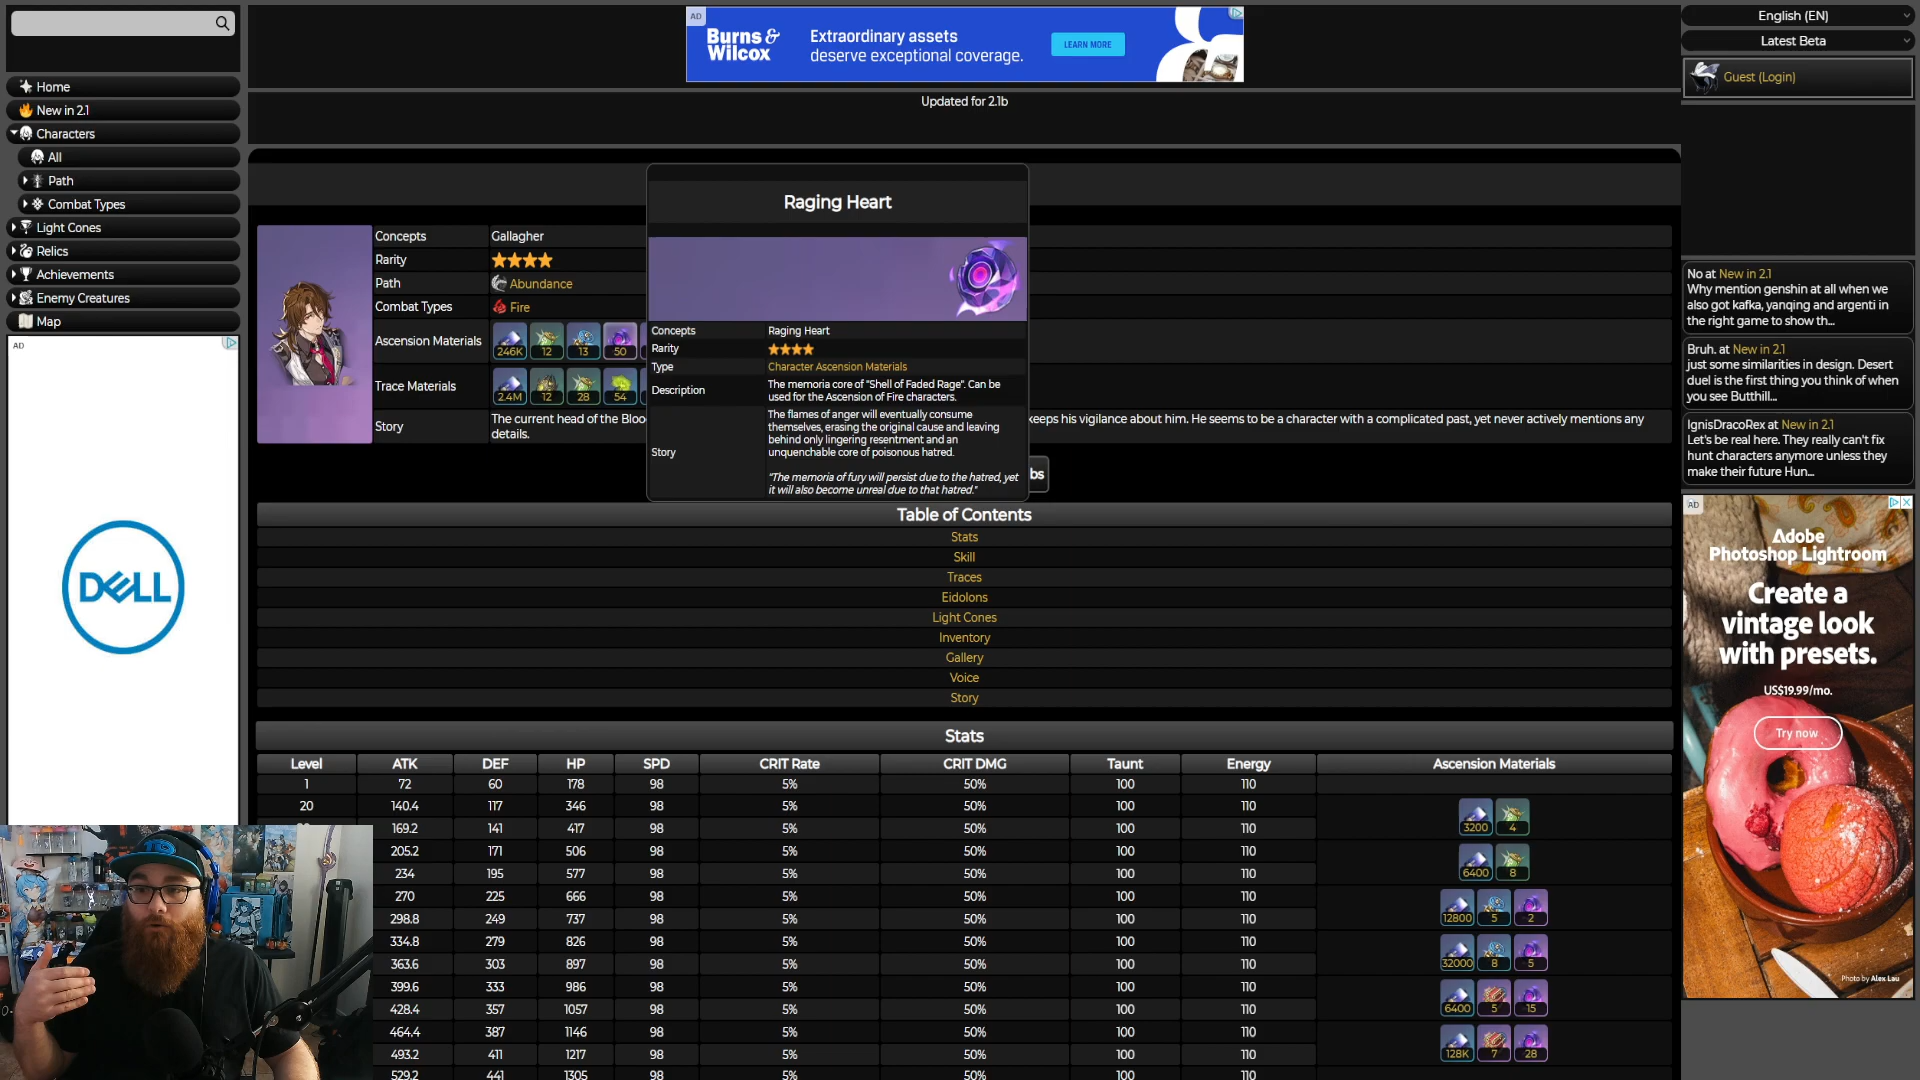 Home
New in 2.1
Characters
All
Path
Combat Types
Light Cones
Relics
Achievements
Enemy Creatures
Map
AD
DELL
AD
Burns &
Wilcox
Extraordinary assets
deserve exceptional coverage.
LEARN MORE
Updated for 2.1b
Concepts Gallagher
Rarity
Path Abundance
Combat Types Fire
Ascension Materials 246K 12 13 50
Trace Materials 2.4M 12 28 54
Story The current head of the Bloo
details.
keeps his vigilance about him. He seems to be a character with a complicated past, yet never actively mentions any
bs
Raging Heart
Concepts Raging Heart
Rarity
Type Character Ascension Materials
Description The memoria core of "Shell of Faded Rage". Can be
used for the Ascension of Fire characters.
Story The flames of anger will eventually consume
themselves, erasing the original cause and leaving
behind only lingering resentment and an
unquenchable core of poisonous hatred.
"The memoria of fury will persist due to the hatred, yet
it will also become unreal due to that hatred."
Table of Contents
Stats
Skill
Traces
Eidolons
Light Cones
Inventory
Gallery
Voice
Story
Stats
Level ATK DEF HP SPD CRIT Rate CRIT DMG Taunt Energy Ascension Materials
1 72 60 178 98 5% 50% 100 110
20 140.4 117 346 98 5% 50% 100 110 3200 4
169.2 141 417 98 5% 50% 100 110
205.2 171 506 98 5% 50% 100 110 6400 8
234 195 577 98 5% 50% 100 110
270 225 666 98 5% 50% 100 110 12800 5 2
298.8 249 737 98 5% 50% 100 110
334.8 279 826 98 5% 50% 100 110 32000 8 5
363.6 303 897 98 5% 50% 100 110
399.6 333 986 98 5% 50% 100 110 6400 5 15
428.4 357 1057 98 5% 50% 100 110
464.4 387 1146 98 5% 50% 100 110 128K 7 28
493.2 411 1217 98 5% 50% 100 110
529.2 441 1305 98 5% 50% 100 110
English (EN)
Latest Beta
Guest (Login)
No at New in 2.1
Why mention genshin at all when we
also got kafka, yanqing and argenti in
the right game to show th...
Bruh. at New in 2.1
just some similarities in design. Desert
duel is the first thing you think of when
you see Butthill...
IgnisDracoRex at New in 2.1
Let's be real here. They really can't fix
hunt characters anymore unless they
make their future Hun...
AD
Adobe
Photoshop Lightroom
Create a
vintage look
with presets.
US$19.99/mo.
Try now
Photo by Alex Lau